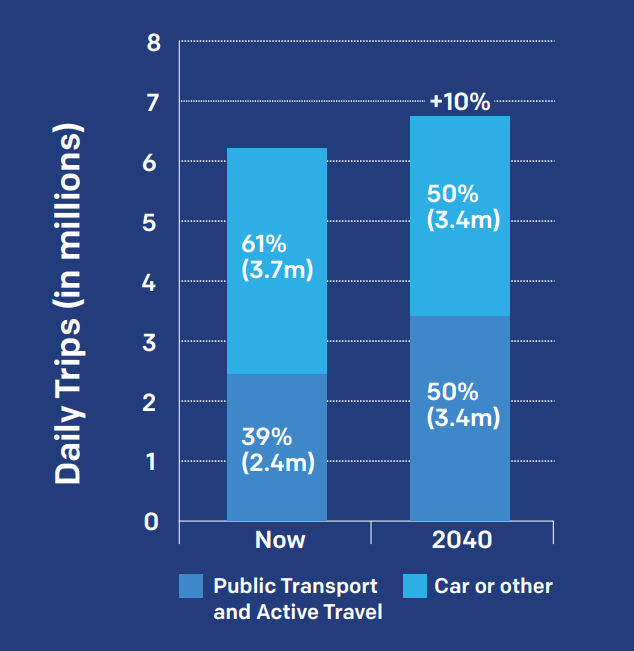 Daily Trips (in millions)
8
7
6
5
4
3
2
1
0
61%
(3.7m)
39%
(2.4m)
+10%
50%
(3.4m)
50%
(3.4m)
Now
2040
Public Transport
and Active Travel
Car or other